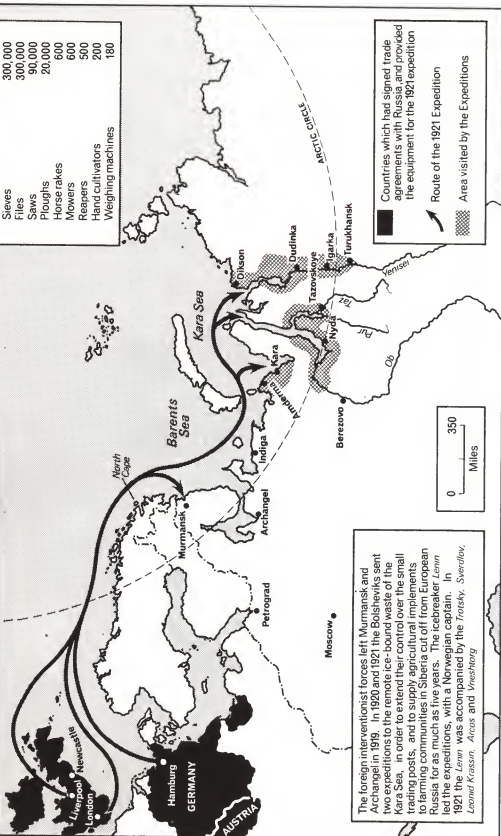 Sieves 300,000
Files 300,000
Saws 90,000
Ploughs 20,000
Horse rakes 600
Mowers 600
Reapers 500
Hand cultivators 200
Weighing machines 180
ARCTIC CIRCLE
Kara Sea
Barents
Sea
North
Cape
Dikson
Dudinka
Igarka
Turukhansk
Tazovskoye
Yenisei
Taz
Pur
Nyda
Ob
Kara
Amderma
Berezovo
Indiga
Murmansk
Archangel
Petrograd
Moscow
Liverpool
Newcastle
London
Hamburg
GERMANY
AUSTRIA
0 350
Miles
Countries which had signed trade
agreements with Russia, and provided
the equipment for the 1921 expedition
Route of the 1921 Expedition
Area visited by the Expeditions
The foreign interventionist forces left Murmansk and
Archangel in 1919. In 1920 and 1921 the Bolsheviks sent
two expeditions to the remote ice-bound waste of the
Kara Sea, in order to extend their control over the small
trading posts, and to supply agricultural implements
to farming communities in Siberia cut off from European
Russia for as much as five years. The icebreaker Lenin
led the expeditions, with a Norwegian captain. In
1921 the Lenin was accompanied by the Trotsky, Sverdlov,
Leonid Krassin, Arcos and Vneshtorg